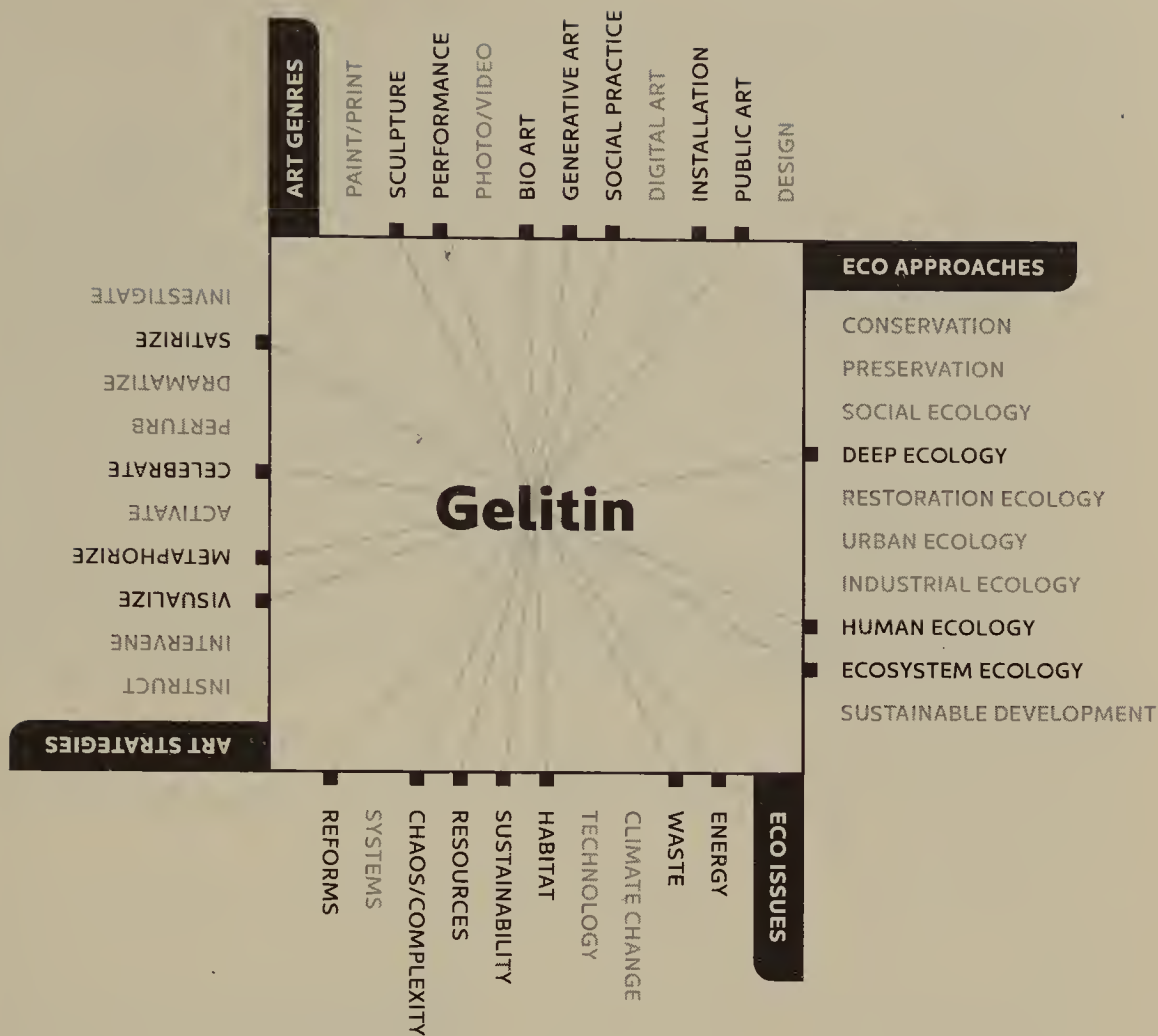 ART GENRES
PAINT/PRINT
SCULPTURE
PERFORMANCE
PHOTO/VIDEO
BIO ART
GENERATIVE ART
SOCIAL PRACTICE
DIGITAL ART
INSTALLATION
PUBLIC ART
DESIGN
ECO APPROACHES
CONSERVATION
PRESERVATION
SOCIAL ECOLOGY
DEEP ECOLOGY
RESTORATION ECOLOGY
URBAN ECOLOGY
INDUSTRIAL ECOLOGY
HUMAN ECOLOGY
ECOSYSTEM ECOLOGY
SUSTAINABLE DEVELOPMENT
ECO ISSUES
ENERGY
WASTE
CLIMATE CHANGE
TECHNOLOGY
HABITAT
SUSTAINABILITY
RESOURCES
CHAOS/COMPLEXITY
SYSTEMS
REFORMS
ART STRATEGIES
INSTRUCT
INTERVENE
VISUALIZE
METAPHORIZE
ACTIVATE
CELEBRATE
PERTURB
DRAMATIZE
SATIRIZE
INVESTIGATE
Gelitin